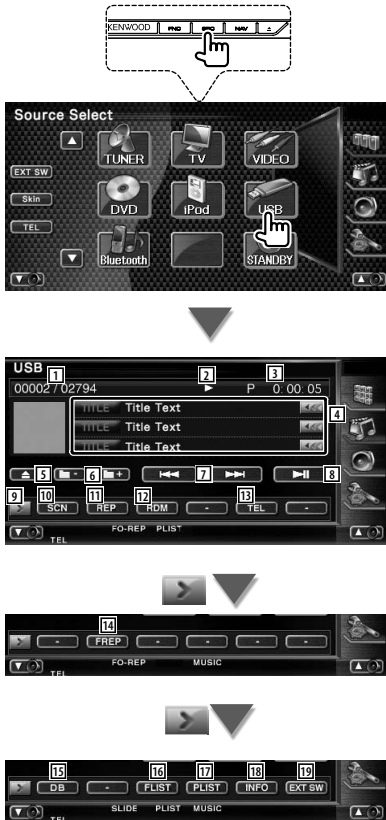 KENWOOD FNC SRC NAV
Source Select
TUNER TV VIDEO
EXT SW
Skin
DVD iPod USB
TEL
Bluetooth STANDBY
USB
1 2 3
00002 / 02794 P 0: 00: 05
TITLE Title Text
4
TITLE Title Text
TITLE Title Text
5 - 6 + 7 8
9 10 11 12 13
SCN REP RDM - TEL -
FO-REP PLIST
TEL
14
- FREP - - - -
FO-REP MUSIC
TEL
15 16 17 18 19
DB - FLIST PLIST INFO EXT SW
SLIDE PLIST MUSIC
TEL